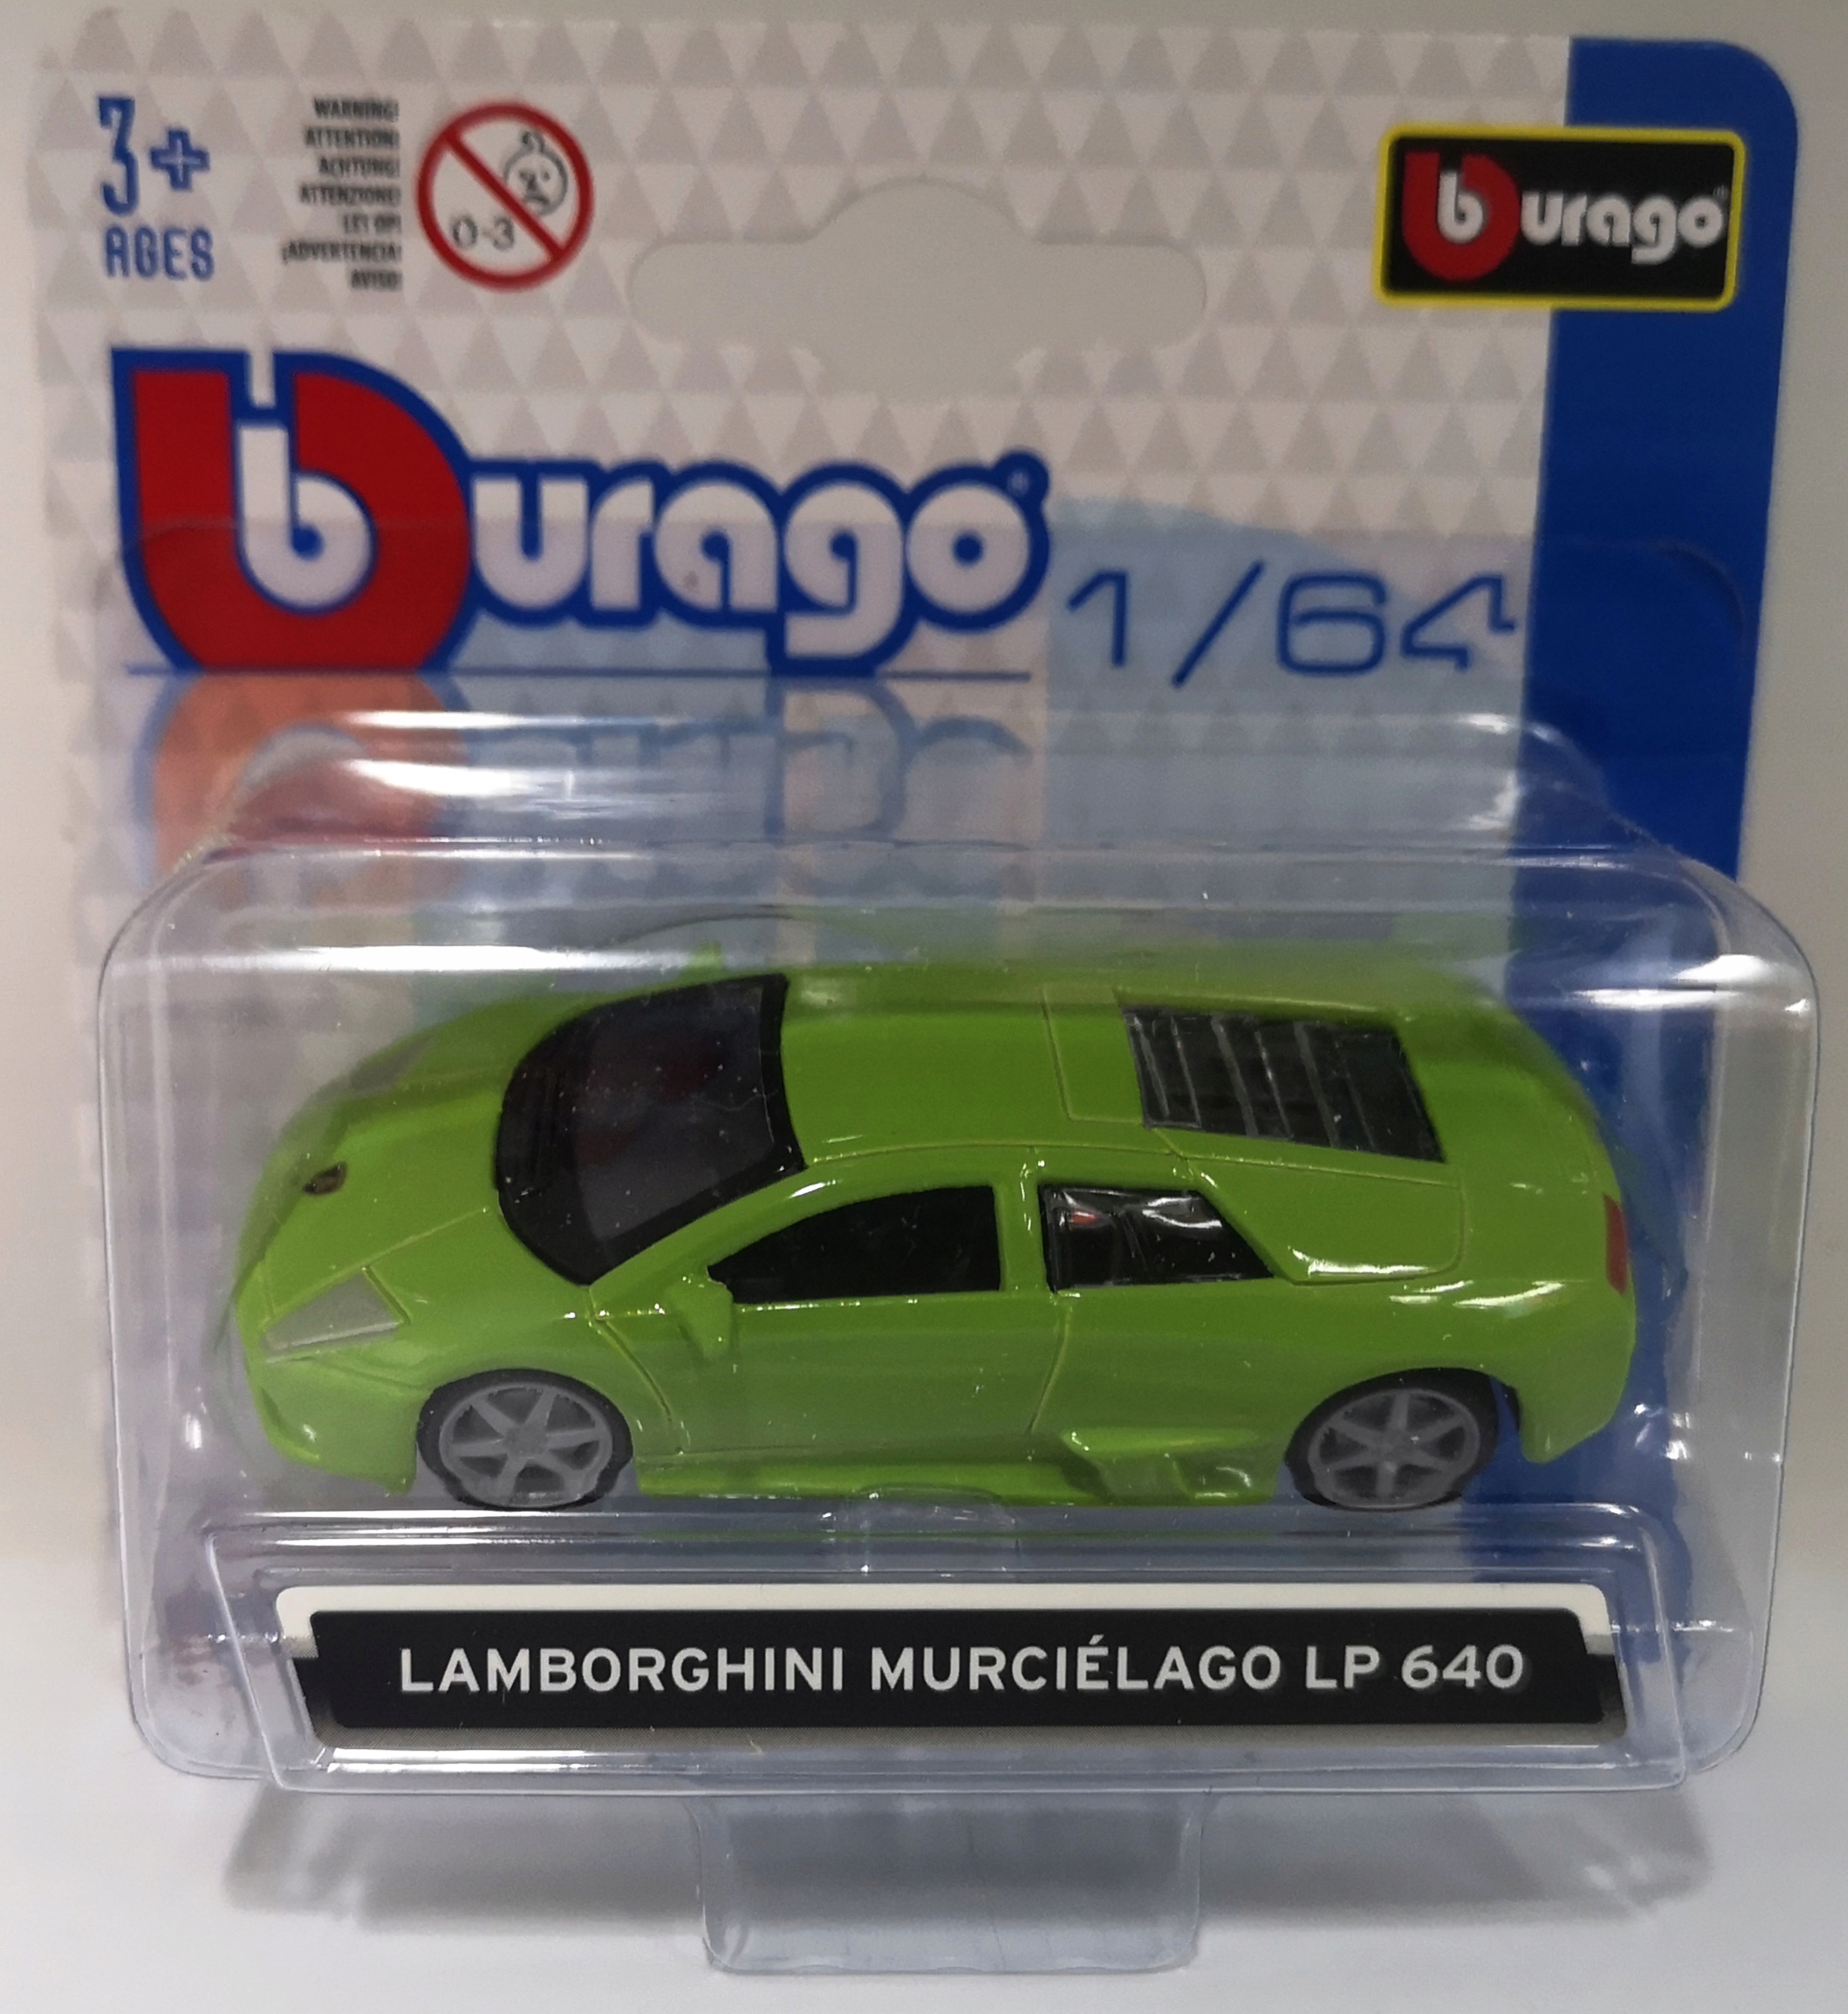 3+
AGES
WARNING!
ATTENTION!
ACHTUNG!
ATTENZIONE!
LET OP!
¡ADVERTENCIA!
AVISO!
0-3
burago®
burago®
1/64
LAMBORGHINI MURCIÉLAGO LP 640